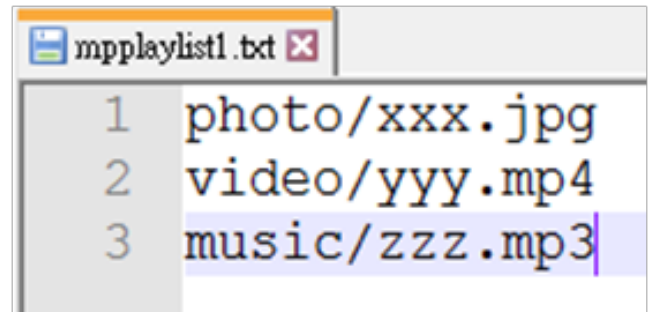 mpplaylist1.txt
1 photo/xxx.jpg
2 video/yyy.mp4
3 music/zzz.mp3